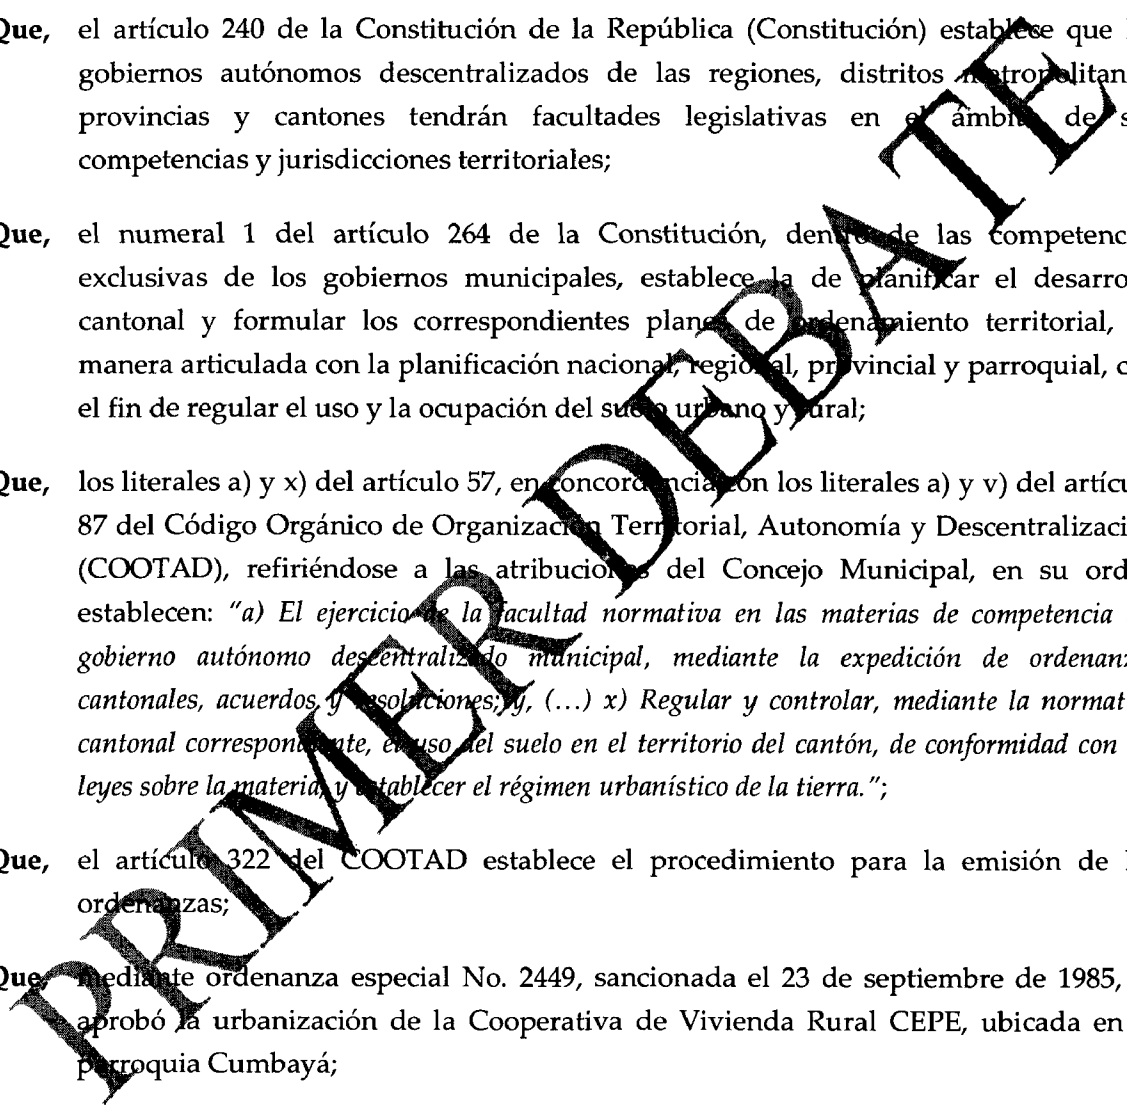 Que, el artículo 240 de la Constitución de la República (Constitución) establece que
gobiernos autónomos descentralizados de las regiones, distritos metropolitan
provincias y cantones tendrán facultades legislativas en el ámbito de s
competencias y jurisdicciones territoriales;
Que, el numeral 1 del artículo 264 de la Constitución, dentro de las competenc
exclusivas de los gobiernos municipales, establece la de planificar el desarro
cantonal y formular los correspondientes planes de ordenamiento territorial,
manera articulada con la planificación nacional, regional, provincial y parroquial, c
el fin de regular el uso y la ocupación del suelo urbano y rural;
Que, los literales a) y x) del artículo 57, en concordancia con los literales a) y v) del artícu
87 del Código Orgánico de Organización Territorial, Autonomía y Descentralizaci
(COOTAD), refiriéndose a las atribuciones del Concejo Municipal, en su ord
establecen: "a) El ejercicio de la facultad normativa en las materias de competencia
gobierno autónomo descentralizado municipal, mediante la expedición de ordenanz
cantonales, acuerdos y resoluciones; y, (...) x) Regular y controlar, mediante la normat
cantonal correspondiente, el uso del suelo en el territorio del cantón, de conformidad con
leyes sobre la materia, y establecer el régimen urbanístico de la tierra.";
Que, el artículo 322 del COOTAD establece el procedimiento para la emisión de
ordenanzas;
Que, mediante ordenanza especial No. 2449, sancionada el 23 de septiembre de 1985,
aprobó la urbanización de la Cooperativa de Vivienda Rural CEPE, ubicada en
parroquia Cumbayá;
PRIMER DEBATE